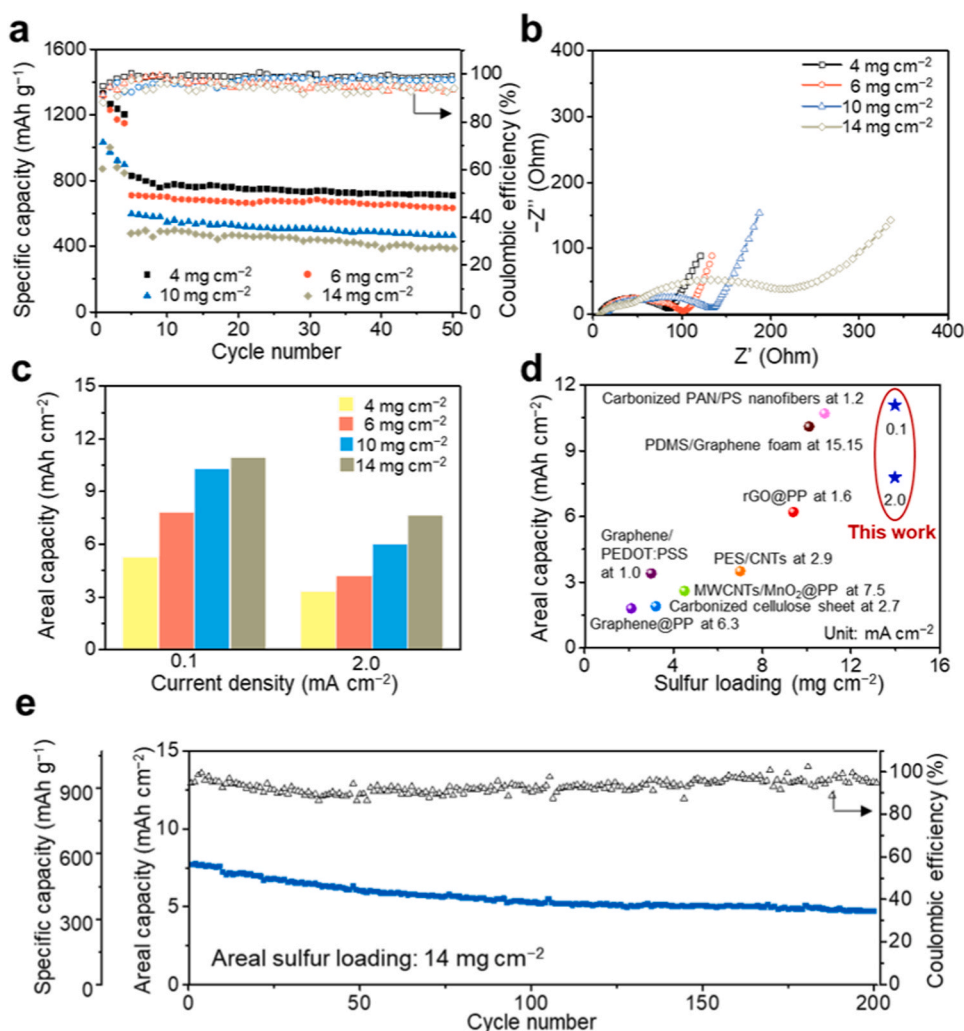 a
1600
1200
800
400
0
Specific capacity (mAh g⁻¹)
100
80
60
40
20
0
Coulombic efficiency (%)
4 mg cm⁻² 6 mg cm⁻²
10 mg cm⁻² 14 mg cm⁻²
0 10 20 30 40 50
Cycle number
b
400
300
200
100
0
−Z'' (Ohm)
4 mg cm⁻²
6 mg cm⁻²
10 mg cm⁻²
14 mg cm⁻²
0 100 200 300 400
Z' (Ohm)
c
15
12
9
6
3
0
Areal capacity (mAh cm⁻²)
4 mg cm⁻²
6 mg cm⁻²
10 mg cm⁻²
14 mg cm⁻²
0.1 2.0
Current density (mA cm⁻²)
d
12
9
6
3
0
Areal capacity (mAh cm⁻²)
Carbonized PAN/PS nanofibers at 1.2
PDMS/Graphene foam at 15.15
0.1
rGO@PP at 1.6
2.0
This work
Graphene/
PEDOT:PSS
at 1.0
PES/CNTs at 2.9
MWCNTs/MnO₂@PP at 7.5
Carbonized cellulose sheet at 2.7
Graphene@PP at 6.3
Unit: mA cm⁻²
0 4 8 12 16
Sulfur loading (mg cm⁻²)
e
900
600
300
0
Specific capacity (mAh g⁻¹)
15
10
5
0
Areal capacity (mAh cm⁻²)
100
80
60
40
20
0
Coulombic efficiency (%)
Areal sulfur loading: 14 mg cm⁻²
0 50 100 150 200
Cycle number